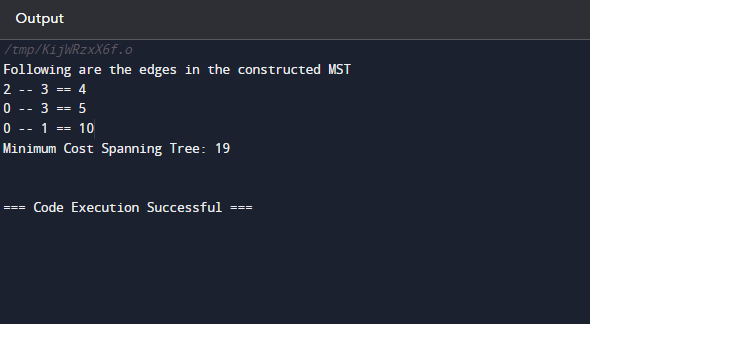 Output
/tmp/KijWRzxX6f.o
Following are the edges in the constructed MST
2 -- 3 == 4
0 -- 3 == 5
0 -- 1 == 10
Minimum Cost Spanning Tree: 19
=== Code Execution Successful ===